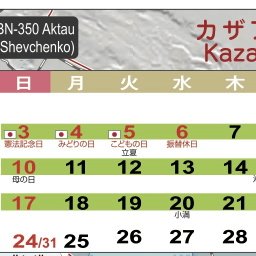 BN-350 Aktau
(Shevchenko)
カザフ
Kaza
日 月 火 水 木
3 4 5 6 7
憲法記念日 みどりの日 こどもの日 振替休日
立夏
10 11 12 13 14
母の日
17 18 19 20 21
小満
24/31 25 26 27 28